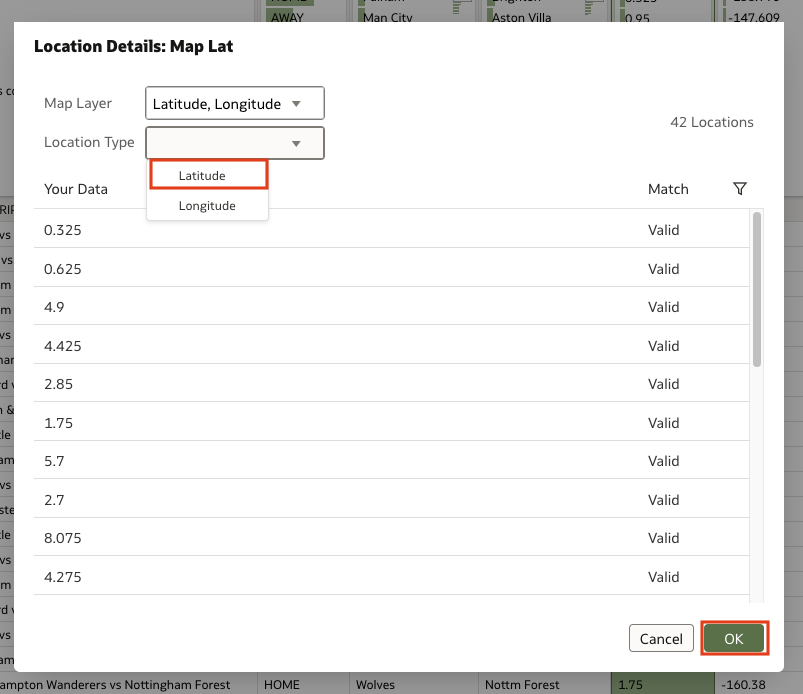 AWAY Man City Aston Villa 0.95 -147.609
Location Details: Map Lat
Map Layer Latitude, Longitude
42 Locations
Location Type
Latitude
Your Data Match
Longitude
0.325 Valid
0.625 Valid
4.9 Valid
4.425 Valid
2.85 Valid
1.75 Valid
5.7 Valid
2.7 Valid
8.075 Valid
4.275 Valid
Cancel OK
ampton Wanderers vs Nottingham Forest HOME Wolves Nottm Forest 1.75 -160.38